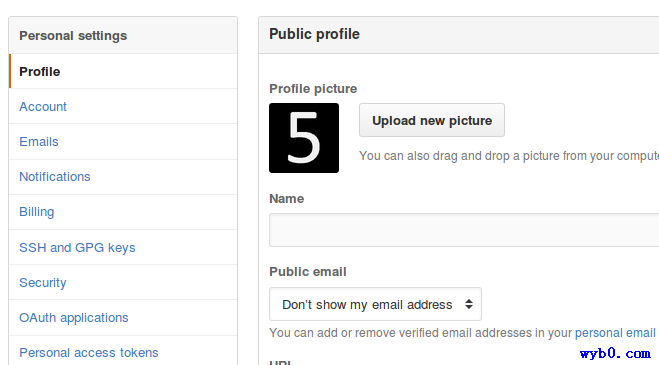 Personal settings
Profile
Account
Emails
Notifications
Billing
SSH and GPG keys
Security
OAuth applications
Personal access tokens
Public profile
Profile picture
5
Upload new picture
You can also drag and drop a picture from your compute
Name
Public email
Don't show my email address
You can add or remove verified email addresses in your personal email
URL
wyb0.com